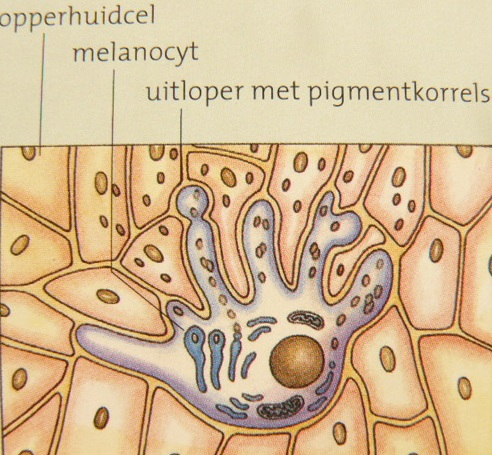 opperhuidcel
melanocyt
uitloper met pigmentkorrels